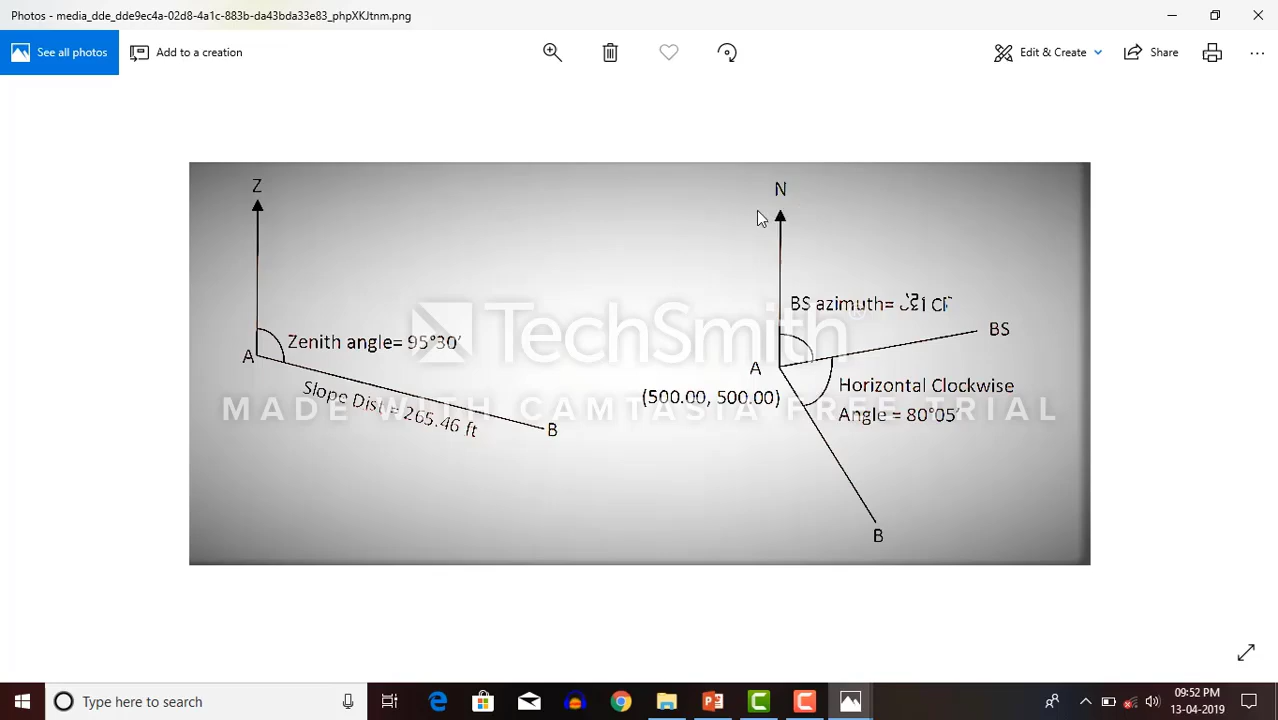 Photos - media_dde_dde9ec4a-02d8-4a1c-883b-da43bda33e83_phpXKJtnm.png
See all photos
Add to a creation
Edit & Create
Share
Z
Zenith angle= 95°30′
A
Slope Dist = 265.46 ft
B
N
BS azimuth=
BS
A
(500.00, 500.00)
Horizontal Clockwise
Angle = 80°05′
B
TechSmith
MADE WITH CAMTASIA FREE TRIAL
Type here to search
09:52 PM
13-04-2019